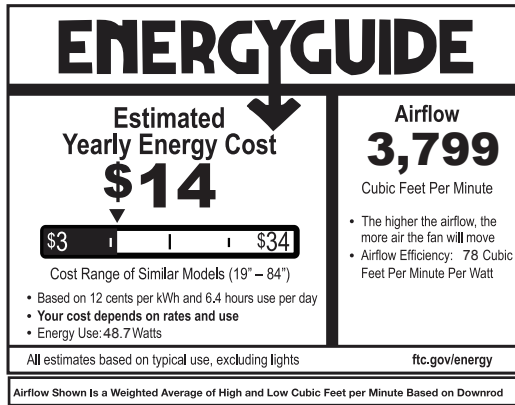 ENERGYGUIDE
Estimated
Yearly Energy Cost
$14
$3 $34
Cost Range of Similar Models (19" – 84")
• Based on 12 cents per kWh and 6.4 hours use per day
• Your cost depends on rates and use
• Energy Use: 48.7 Watts
Airflow
3,799
Cubic Feet Per Minute
• The higher the airflow, the
more air the fan will move
• Airflow Efficiency: 78 Cubic
Feet Per Minute Per Watt
All estimates based on typical use, excluding lights
ftc.gov/energy
Airflow Shown Is a Weighted Average of High and Low Cubic Feet per Minute Based on Downrod